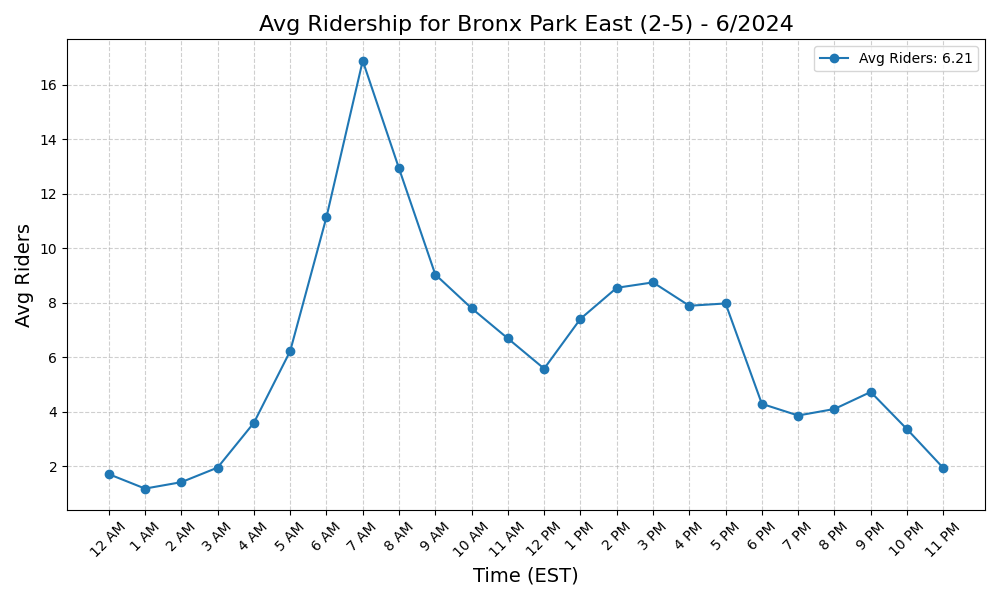 Avg Ridership for Bronx Park East (2-5) - 6/2024
Avg Riders: 6.21
Avg Riders
16
14
12
10
8
6
4
2
12 AM
1 AM
2 AM
3 AM
4 AM
5 AM
6 AM
7 AM
8 AM
9 AM
10 AM
11 AM
12 PM
1 PM
2 PM
3 PM
4 PM
5 PM
6 PM
7 PM
8 PM
9 PM
10 PM
11 PM
Time (EST)